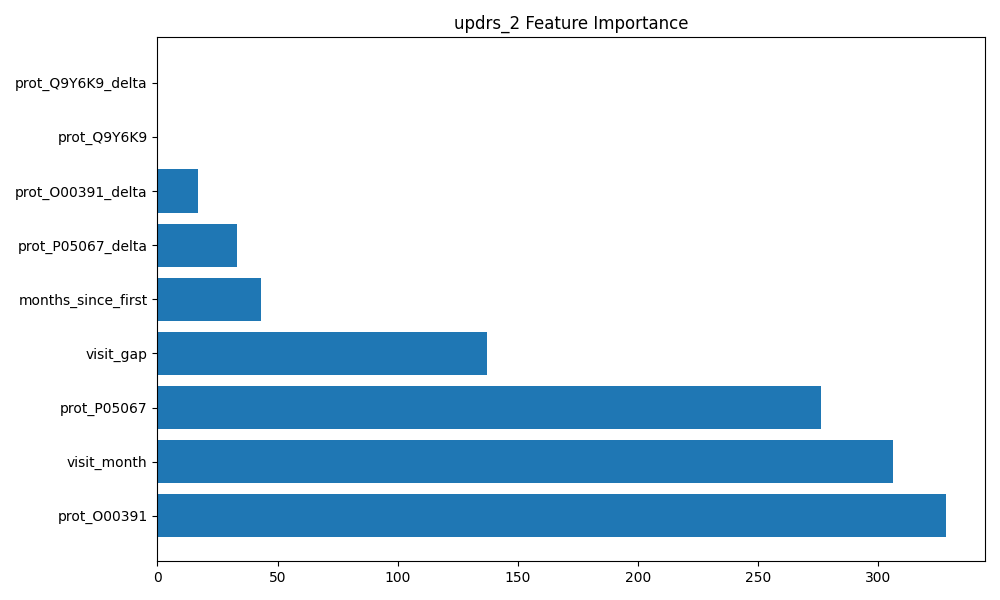 updrs_2 Feature Importance
prot_Q9Y6K9_delta
prot_Q9Y6K9
prot_O00391_delta
prot_P05067_delta
months_since_first
visit_gap
prot_P05067
visit_month
prot_O00391
0 50 100 150 200 250 300